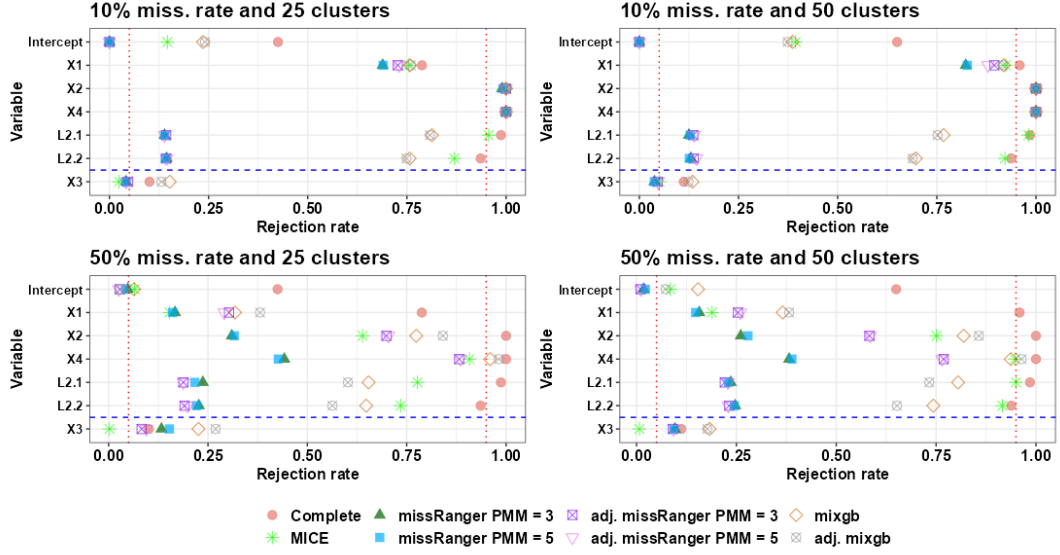 10% miss. rate and 25 clusters
Variable
Intercept
X1
X2
X4
L2.1
L2.2
X3
0.00 0.25 0.50 0.75 1.00
Rejection rate
10% miss. rate and 50 clusters
Variable
Intercept
X1
X2
X4
L2.1
L2.2
X3
0.00 0.25 0.50 0.75 1.00
Rejection rate
50% miss. rate and 25 clusters
Variable
Intercept
X1
X2
X4
L2.1
L2.2
X3
0.00 0.25 0.50 0.75 1.00
Rejection rate
50% miss. rate and 50 clusters
Variable
Intercept
X1
X2
X4
L2.1
L2.2
X3
0.00 0.25 0.50 0.75 1.00
Rejection rate
Complete missRanger PMM = 3 adj. missRanger PMM = 3 mixgb
MICE missRanger PMM = 5 adj. missRanger PMM = 5 adj. mixgb